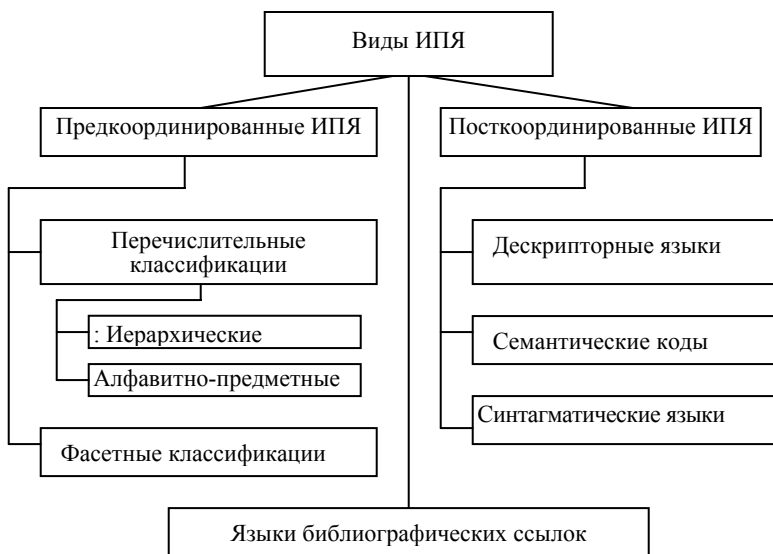 Виды ИПЯ
Предкоординированные ИПЯ
Посткоординированные ИПЯ
Перечислительные
классификации
: Иерархические
Алфавитно-предметные
Фасетные классификации
Дескрипторные языки
Семантические коды
Синтагматические языки
Языки библиографических ссылок